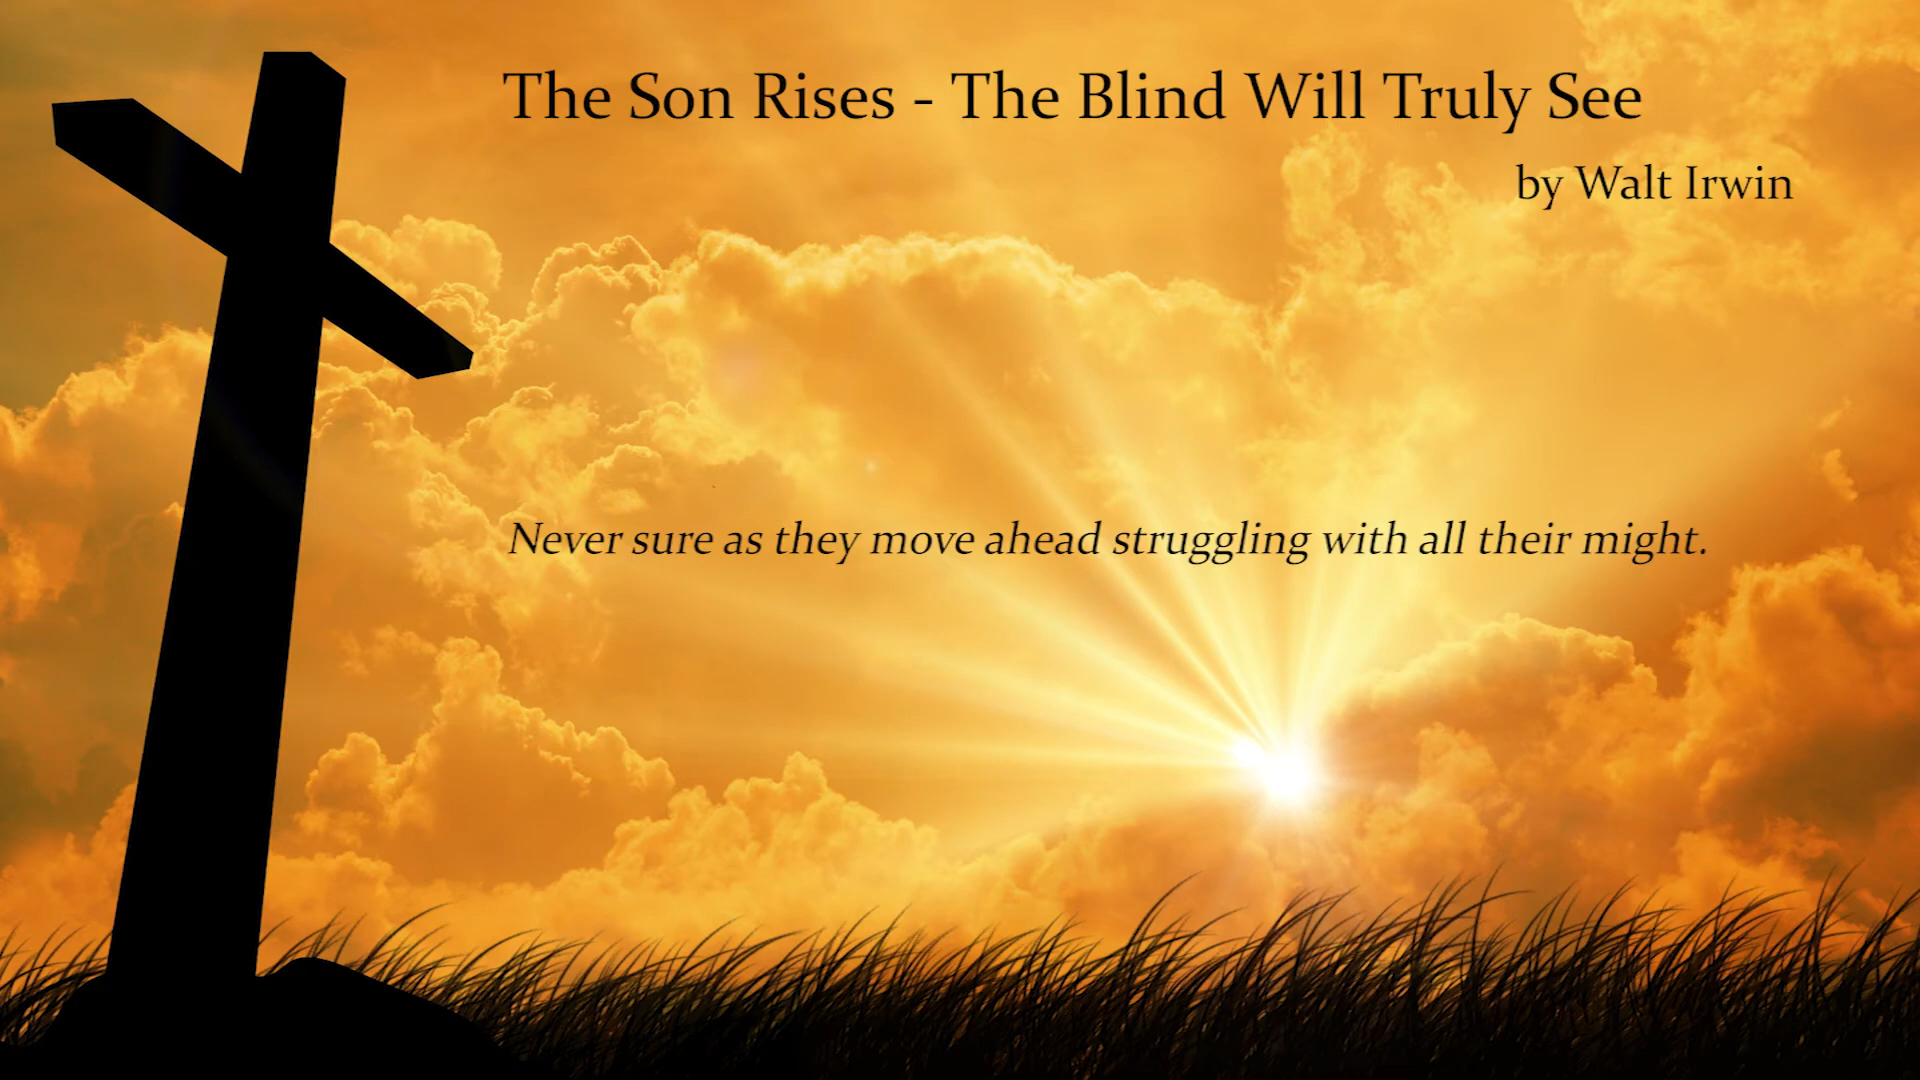 The Son Rises - The Blind Will Truly See
by Walt Irwin
Never sure as they move ahead struggling with all their might.